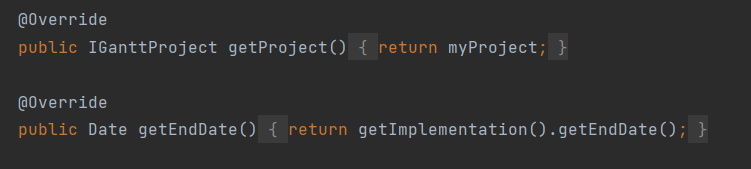 @Override
public IGanttProject getProject() { return myProject; }
@Override
public Date getEndDate() { return getImplementation().getEndDate(); }